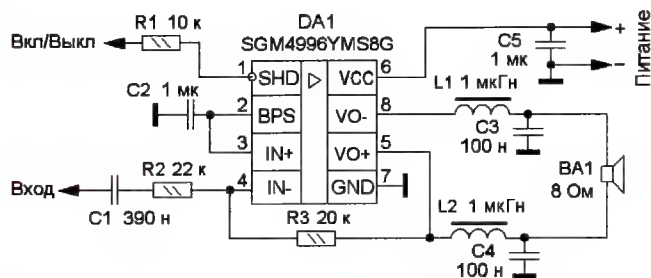 R1 10 к
DA1
SGM4996YMS8G
Вкл/Выкл
C5
1 мк
+
−
Питание
C2 1 мк
1 SHD VCC 6
2 BPS VO- 8
3 IN+ VO+ 5
4 IN- GND 7
L1 1 мкГн
C3
100 н
BA1
8 Ом
Вход
R2 22 к
C1 390 н
R3 20 к
L2 1 мкГн
C4
100 н